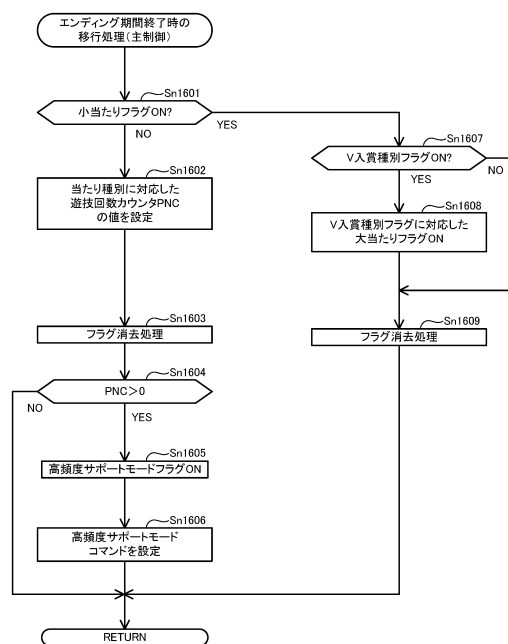 エンディング期間終了時の
移行処理(主制御)
Sn1601
小当たりフラグON?
NO
YES
Sn1602
当たり種別に対応した
遊技回数カウンタPNC
の値を設定
Sn1603
フラグ消去処理
Sn1604
PNC>0
NO
YES
Sn1605
高頻度サポートモードフラグON
Sn1606
高頻度サポートモード
コマンドを設定
Sn1607
V入賞種別フラグON?
YES
NO
Sn1608
V入賞種別フラグに対応した
大当たりフラグON
Sn1609
フラグ消去処理
RETURN